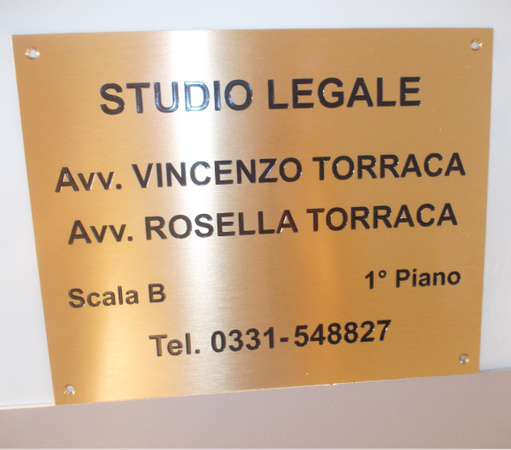 STUDIO LEGALE
Avv. VINCENZO TORRACA
Avv. ROSELLA TORRACA
Scala B 1° Piano
Tel. 0331-548827